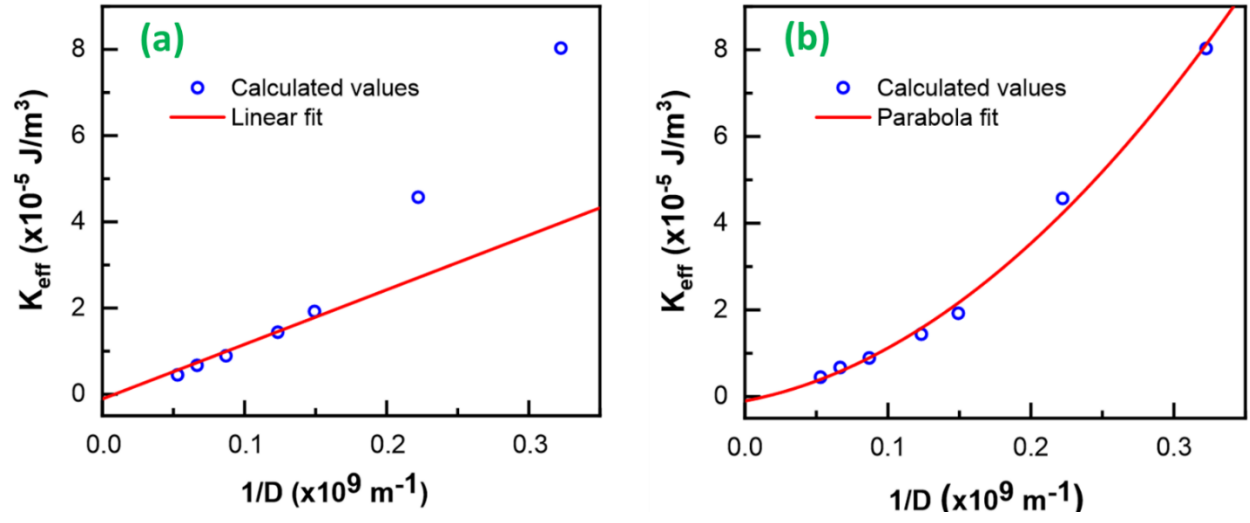 (a)
Calculated values
Linear fit
K_eff (x10^-5 J/m^3)
8
6
4
2
0
0.0 0.1 0.2 0.3
1/D (x10^9 m^-1)
(b)
Calculated values
Parabola fit
K_eff (x10^-5 J/m^3)
8
6
4
2
0
0.0 0.1 0.2 0.3
1/D (x10^9 m^-1)